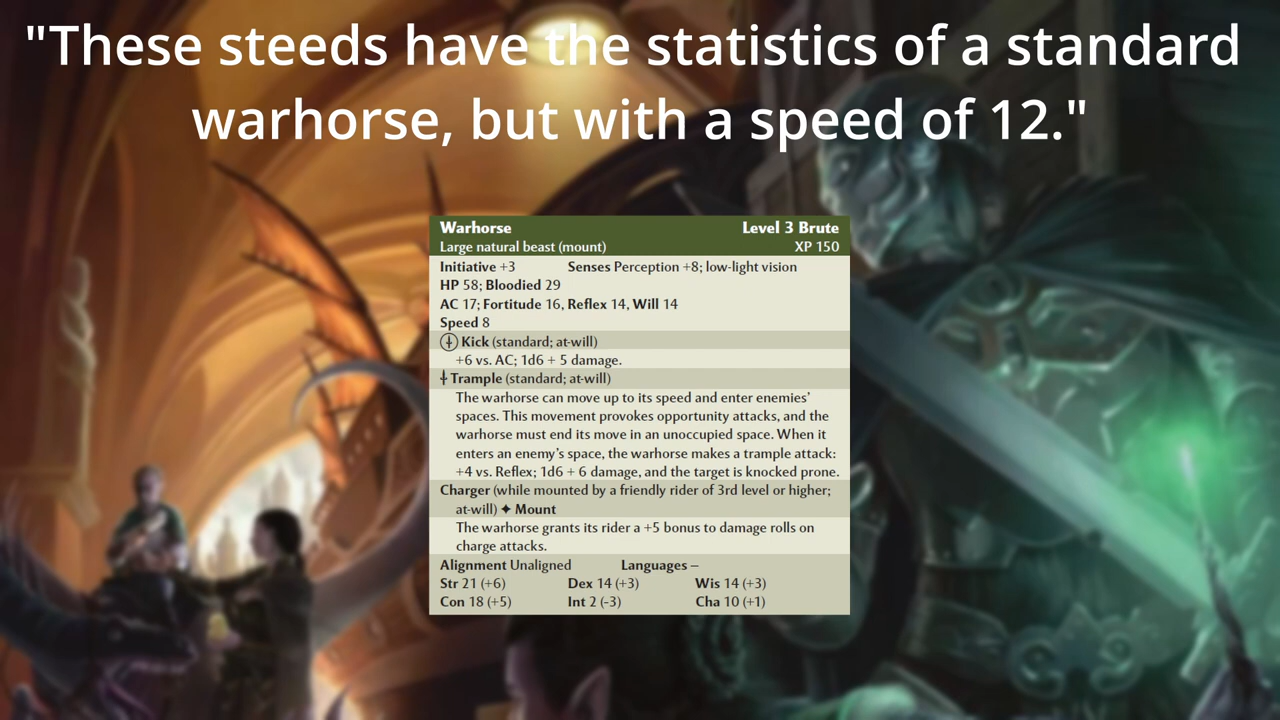 "These steeds have the statistics of a standard
warhorse, but with a speed of 12."
Warhorse Level 3 Brute
Large natural beast (mount) XP 150
Initiative +3 Senses Perception +8; low-light vision
HP 58; Bloodied 29
AC 17; Fortitude 16, Reflex 14, Will 14
Speed 8
Kick (standard; at-will)
+6 vs. AC; 1d6 + 5 damage.
Trample (standard; at-will)
The warhorse can move up to its speed and enter enemies'
spaces. This movement provokes opportunity attacks, and the
warhorse must end its move in an unoccupied space. When it
enters an enemy's space, the warhorse makes a trample attack:
+4 vs. Reflex; 1d6 + 6 damage, and the target is knocked prone.
Charger (while mounted by a friendly rider of 3rd level or higher;
at-will) ✦ Mount
The warhorse grants its rider a +5 bonus to damage rolls on
charge attacks.
Alignment Unaligned Languages –
Str 21 (+6) Dex 14 (+3) Wis 14 (+3)
Con 18 (+5) Int 2 (-3) Cha 10 (+1)